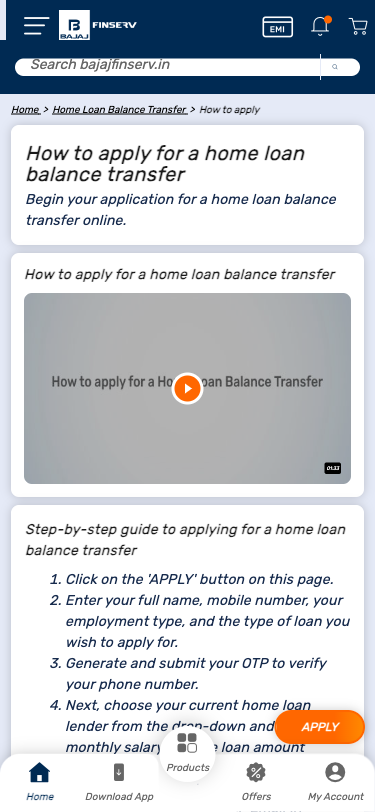 BAJAJ FINSERV
EMI
Search bajajfinserv.in
Home > Home Loan Balance Transfer > How to apply
How to apply for a home loan
balance transfer
Begin your application for a home loan balance
transfer online.
How to apply for a home loan balance transfer
How to apply for a Ho Loan Balance Transfer
01:33
Step-by-step guide to applying for a home loan
balance transfer
1. Click on the 'APPLY' button on this page.
2. Enter your full name, mobile number, your
employment type, and the type of loan you
wish to apply for.
3. Generate and submit your OTP to verify
your phone number.
4. Next, choose your current home loan
lender from the drop-down and
monthly salary loan amount
APPLY
Home
Download App
Products
Offers
My Account